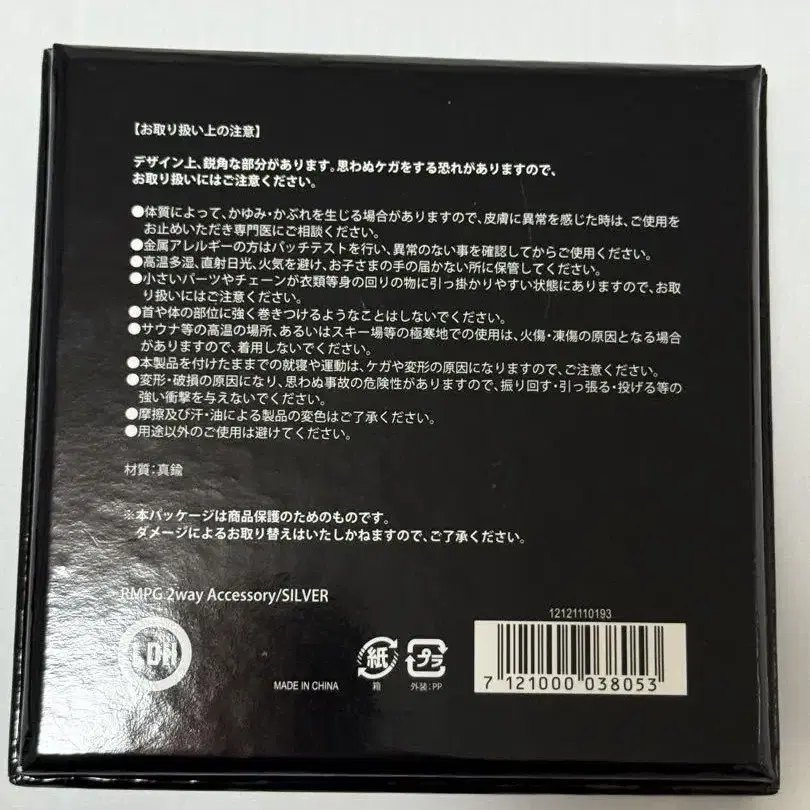 【お取り扱い上の注意】
デザイン上、鋭角な部分があります。思わぬケガをする恐れがありますので、
お取り扱いにはご注意ください。
●体質によって、かゆみ・かぶれを生じる場合がありますので、皮膚に異常を感じた時は、ご使用を
お止めいただき専門医にご相談ください。
●金属アレルギーの方はパッチテストを行い、異常のない事を確認してからご使用ください。
●高温多湿、直射日光、火気を避け、お子さまの手の届かない所に保管してください。
●小さいパーツやチェーンが衣類等身の回りの物に引っ掛かりやすい状態にありますので、お取
り扱いにはご注意ください。
●首や体の部位に強く巻きつけるようなことはしないでください。
●サウナ等の高温の場所、あるいはスキー場等の極寒地での使用は、火傷・凍傷の原因となる場合
がありますので、着用しないでください。
●本製品を付けたままでの就寝や運動は、ケガや変形の原因になりますので、ご注意ください。
●変形・破損の原因になり、思わぬ事故の危険性がありますので、振り回す・引っ張る・投げる等の
強い衝撃を与えないでください。
●摩擦及び汗・油による製品の変色はご了承ください。
●用途以外のご使用は避けてください。
材質:真鍮
※本パッケージは商品保護のためのものです。
ダメージによるお取り替えはいたしかねますので、ご了承ください。
RMPG 2way Accessory/SILVER
LDH
MADE IN CHINA
紙
箱
プラ
外装:PP
12121110193
7 121000 038053